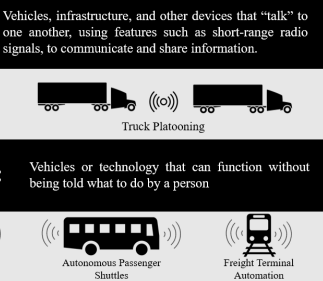 Vehicles, infrastructure, and other devices that “talk” to
one another, using features such as short-range radio
signals, to communicate and share information.
Truck Platooning
Vehicles or technology that can function without
being told what to do by a person
Autonomous Passenger
Shuttles
Freight Terminal
Automation